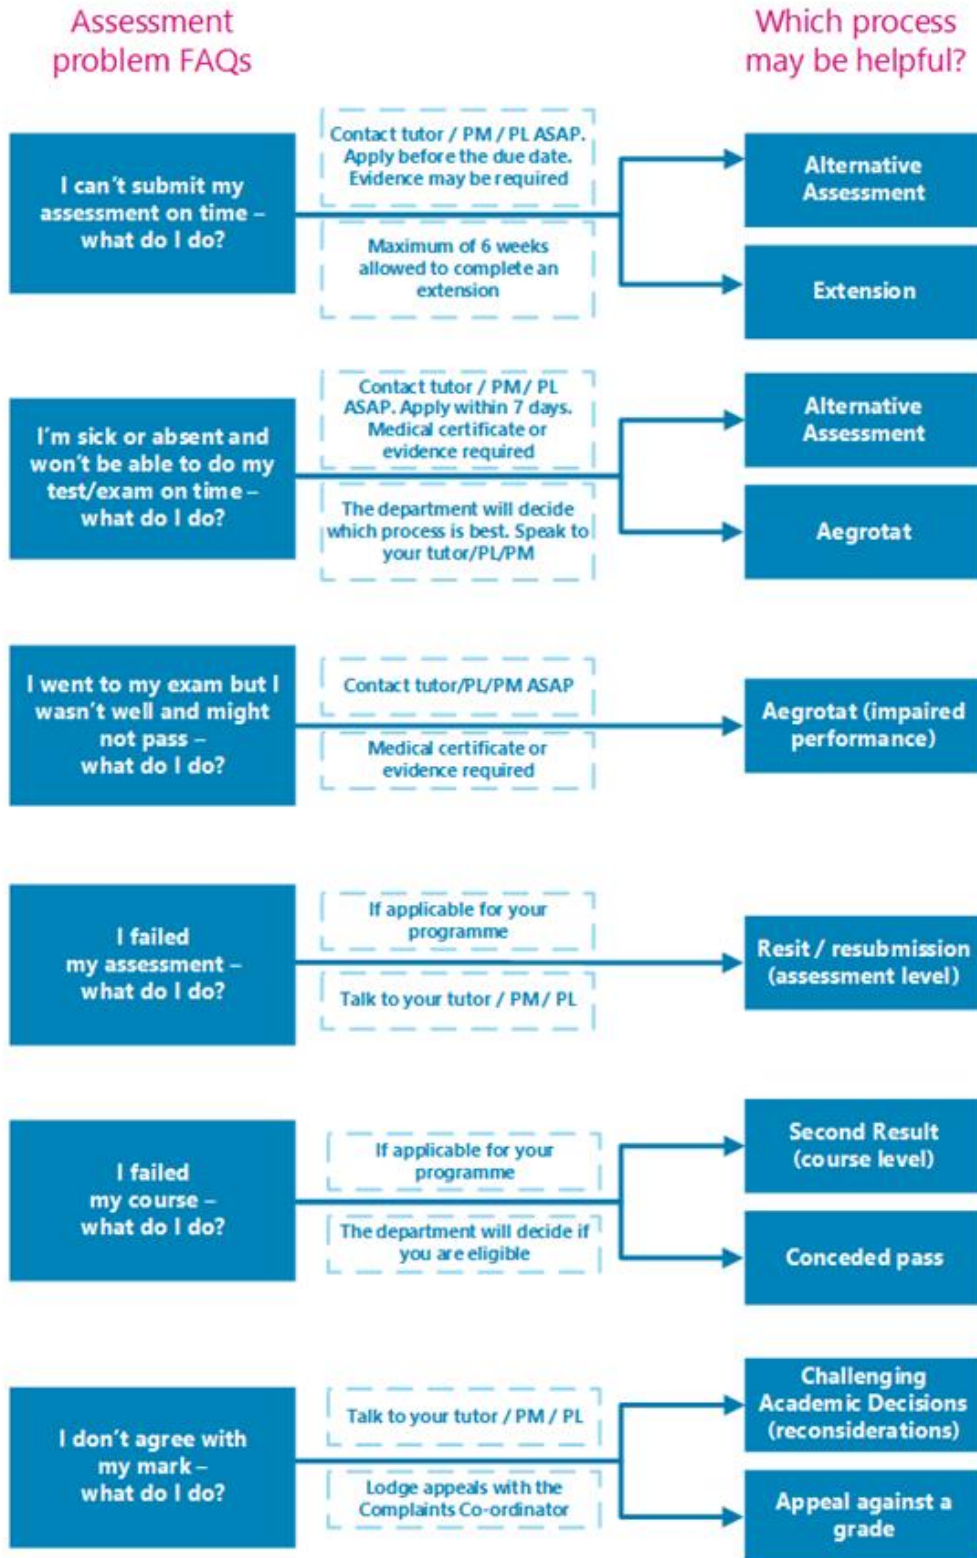 Assessment
problem FAQs
Which process
may be helpful?
I can't submit my
assessment on time –
what do I do?
Contact tutor / PM / PL ASAP.
Apply before the due date.
Evidence may be required
Maximum of 6 weeks
allowed to complete an
extension
Alternative
Assessment
Extension
I'm sick or absent and
won't be able to do my
test/exam on time –
what do I do?
Contact tutor / PM/ PL
ASAP. Apply within 7 days.
Medical certificate or
evidence required
The department will decide
which process is best. Speak to
your tutor/PL/PM
Alternative
Assessment
Aegrotat
I went to my exam but I
wasn't well and might
not pass –
what do I do?
Contact tutor/PL/PM ASAP
Medical certificate or
evidence required
Aegrotat (impaired
performance)
I failed
my assessment –
what do I do?
If applicable for your
programme
Talk to your tutor / PM/ PL
Resit / resubmission
(assessment level)
I failed
my course –
what do I do?
If applicable for your
programme
The department will decide if
you are eligible
Second Result
(course level)
Conceded pass
I don't agree with
my mark –
what do I do?
Talk to your tutor / PM / PL
Lodge appeals with the
Complaints Co-ordinator
Challenging
Academic Decisions
(reconsiderations)
Appeal against a
grade